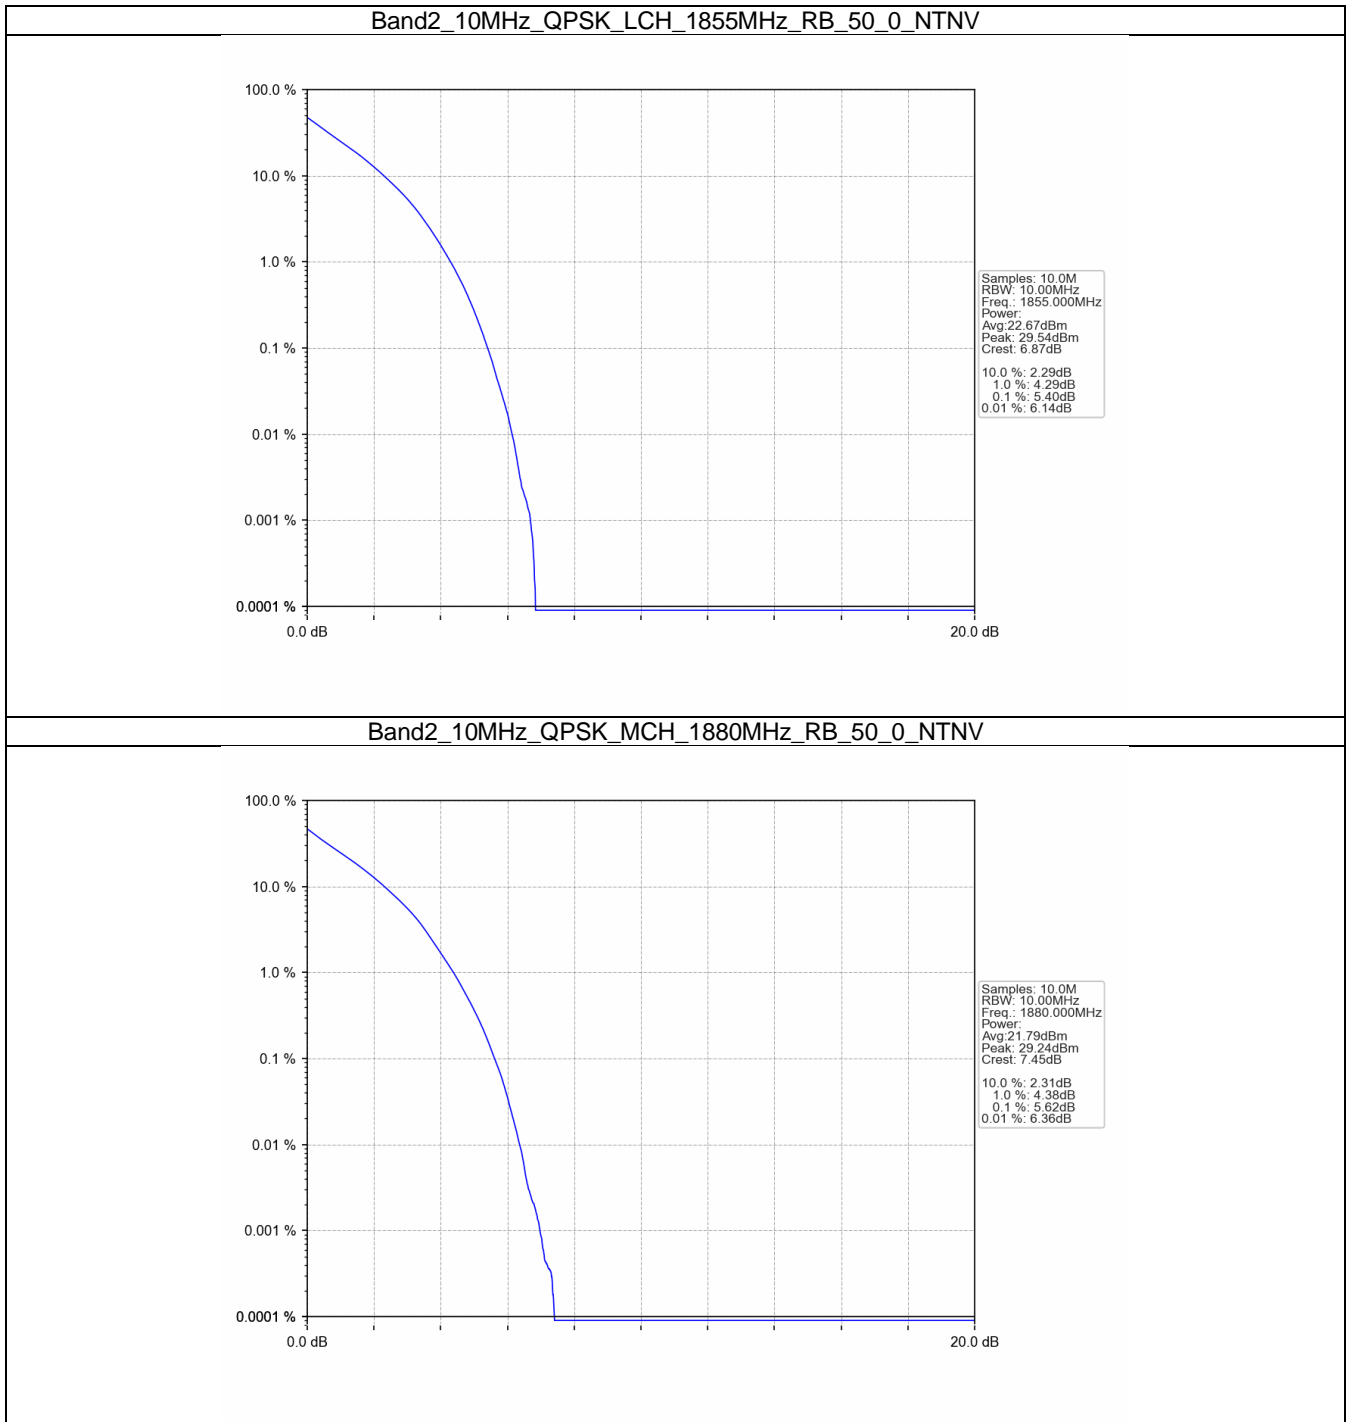 Band2_10MHz_QPSK_LCH_1855MHz_RB_50_0_NTNV
100.0 %
10.0 %
1.0 %
0.1 %
0.01 %
0.001 %
0.0001 %
0.0 dB
20.0 dB
Samples: 10.0M
RBW: 10.00MHz
Freq.: 1855.000MHz
Power:
Avg:22.67dBm
Peak: 29.54dBm
Crest: 6.87dB
10.0 %: 2.29dB
1.0 %: 4.29dB
0.1 %: 5.40dB
0.01 %: 6.14dB
Band2_10MHz_QPSK_MCH_1880MHz_RB_50_0_NTNV
100.0 %
10.0 %
1.0 %
0.1 %
0.01 %
0.001 %
0.0001 %
0.0 dB
20.0 dB
Samples: 10.0M
RBW: 10.00MHz
Freq.: 1880.000MHz
Power:
Avg:21.79dBm
Peak: 29.24dBm
Crest: 7.45dB
10.0 %: 2.31dB
1.0 %: 4.38dB
0.1 %: 5.62dB
0.01 %: 6.36dB